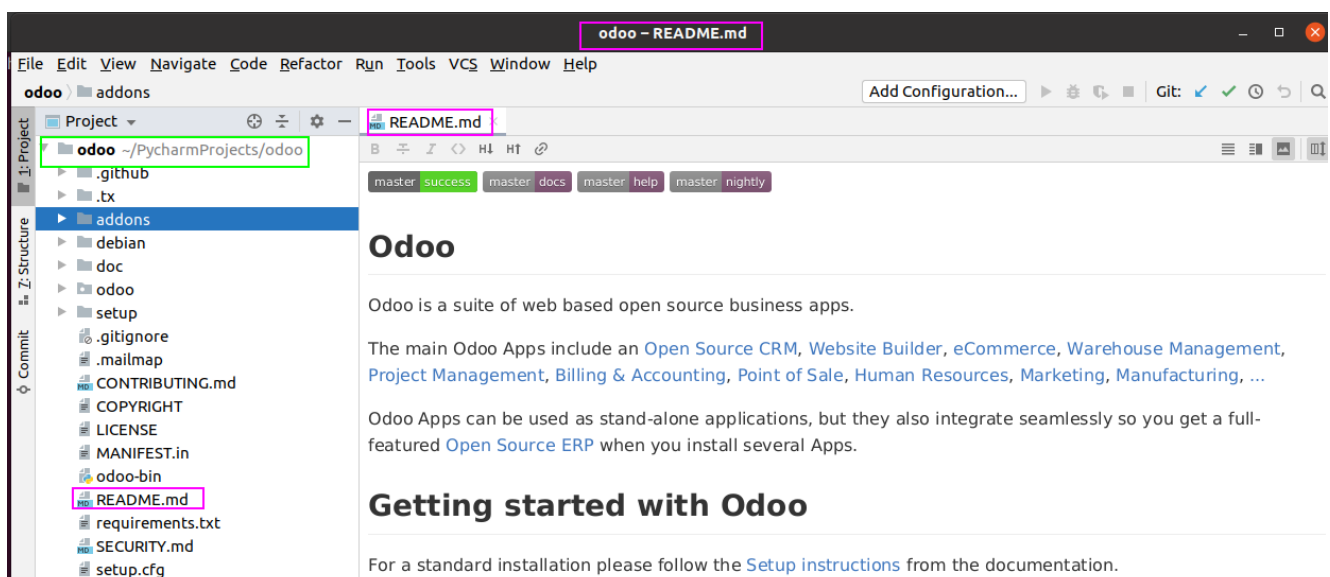 odoo – README.md
File Edit View Navigate Code Refactor Run Tools VCS Window Help
odoo addons
Add Configuration... Git:
1: Project
Z: Structure
Commit
Project
odoo ~/PycharmProjects/odoo
.github
.tx
addons
debian
doc
odoo
setup
.gitignore
.mailmap
CONTRIBUTING.md
COPYRIGHT
LICENSE
MANIFEST.in
odoo-bin
README.md
requirements.txt
SECURITY.md
setup.cfg
README.md
B I <> H↓ H↑
master success master docs master help master nightly
Odoo
Odoo is a suite of web based open source business apps.
The main Odoo Apps include an Open Source CRM, Website Builder, eCommerce, Warehouse Management,
Project Management, Billing & Accounting, Point of Sale, Human Resources, Marketing, Manufacturing, ...
Odoo Apps can be used as stand-alone applications, but they also integrate seamlessly so you get a full-
featured Open Source ERP when you install several Apps.
Getting started with Odoo
For a standard installation please follow the Setup instructions from the documentation.